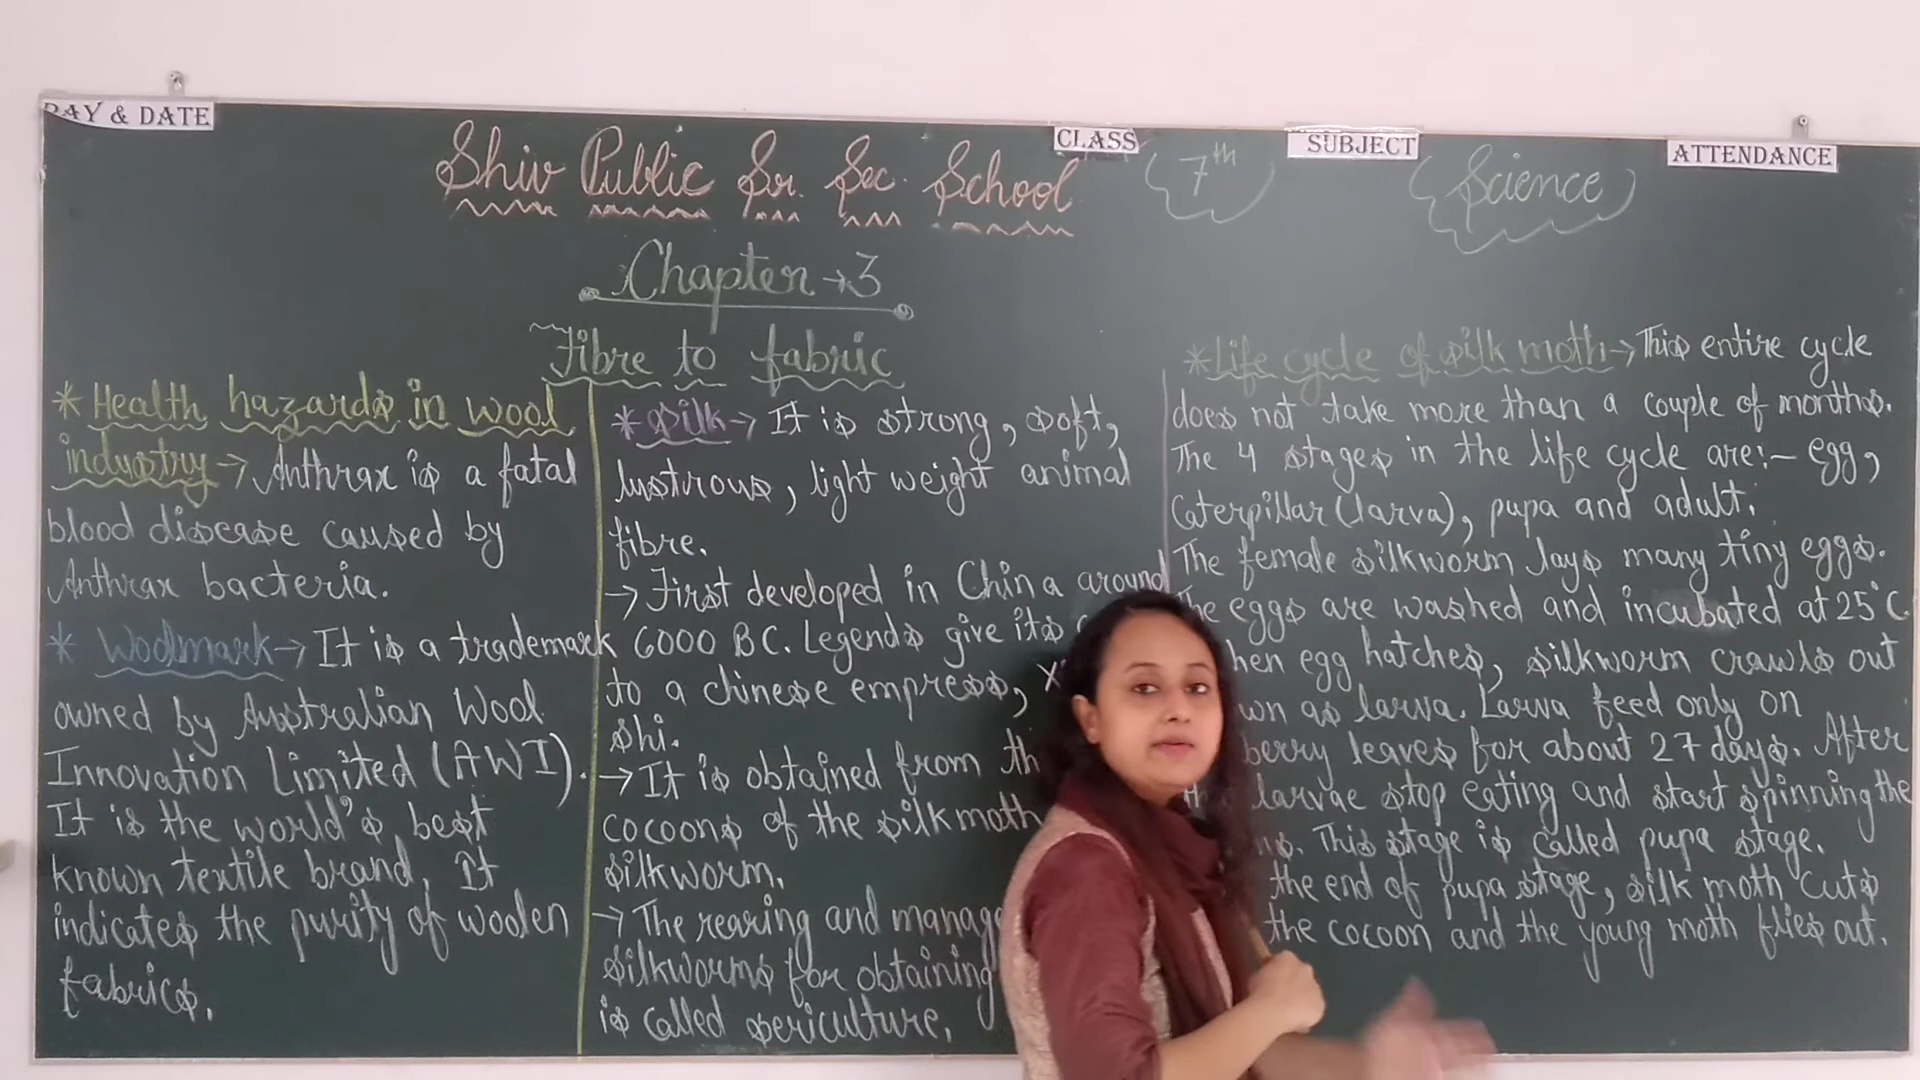 DAY & DATE
CLASS
SUBJECT
ATTENDANCE
Shiv Public Sr. Sec. School
7th
Science
Chapter → 3
Fibre to fabric
* Health hazards in wool
industry → Anthrax is a fatal
blood disease caused by
Anthrax bacteria.
* Woolmark → It is a trademark
owned by Australian Wool
Innovation Limited (AWI).
It is the world's best
known textile brand. It
indicates the purity of woolen
fabrics.
* Silk → It is strong, soft,
lustrous, light weight animal
fibre.
→ First developed in China around
6000 BC. Legends give its
to a chinese empress,
shi.
→ It is obtained from
cocoons of the silkmoth
silkworm.
→ The rearing and
silkworms for obtaining
is called sericulture.
* Life cycle of silk moth → This entire cycle
does not take more than a couple of months.
The 4 stages in the life cycle are:- egg,
Caterpillar (larva), pupa and adult.
The female silkworm lays many tiny eggs.
The eggs are washed and incubated at 25°C.
hen egg hatches, silkworm crawls out
wn as larva. Larva feed only on
berry leaves for about 27 days. After
larvae stop eating and start spinning the
This stage is called pupa stage.
the end of pupa stage, silk moth cuts
the cocoon and the young moth flies out.